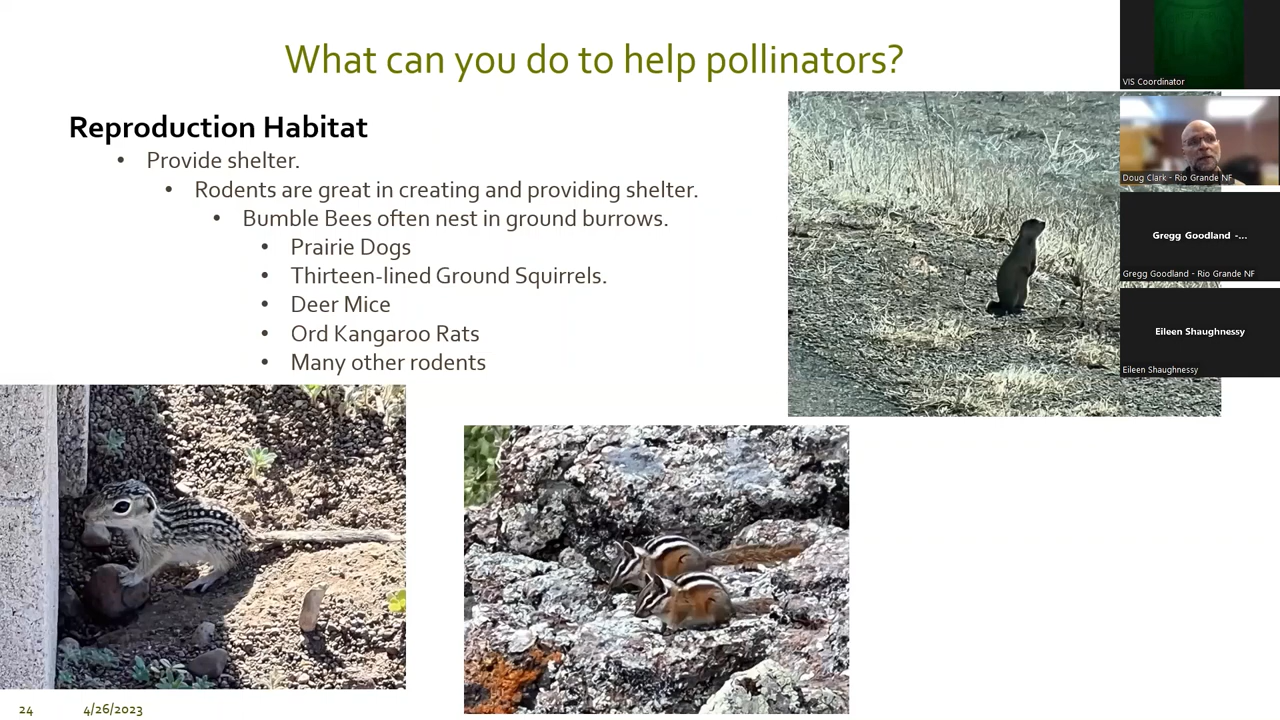 What can you do to help pollinators?
Reproduction Habitat
• Provide shelter.
• Rodents are great in creating and providing shelter.
• Bumble Bees often nest in ground burrows.
• Prairie Dogs
• Thirteen-lined Ground Squirrels.
• Deer Mice
• Ord Kangaroo Rats
• Many other rodents
24 4/26/2023
VIS Coordinator
Doug Clark - Rio Grande NF
Gregg Goodland -...
Gregg Goodland - Rio Grande NF
Eileen Shaughnessy
Eileen Shaughnessy